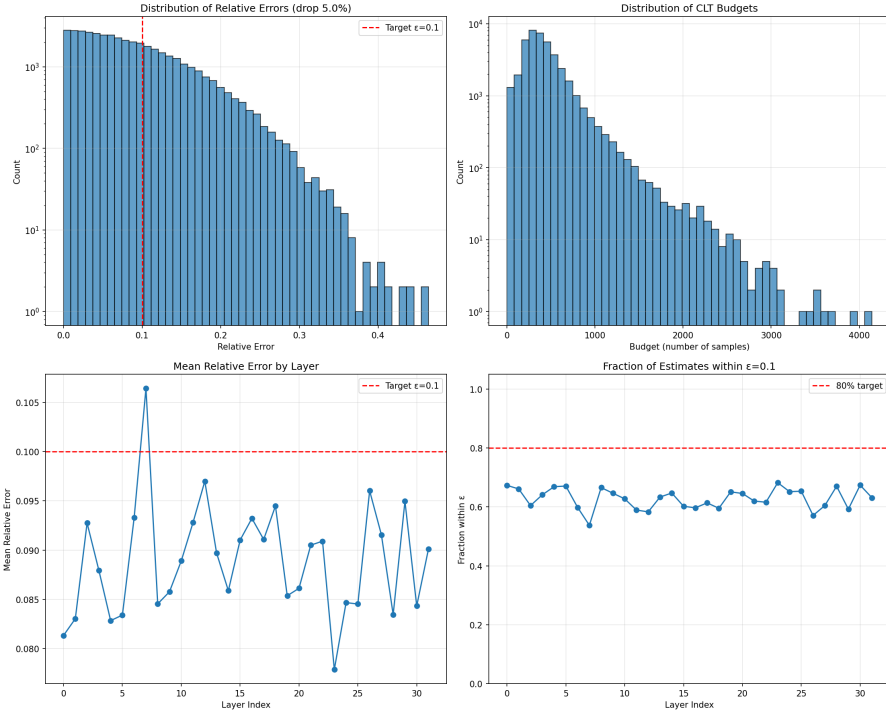 Distribution of Relative Errors (drop 5.0%)
Target ε=0.1
Count
10³
10²
10¹
10⁰
0.0 0.1 0.2 0.3 0.4
Relative Error
Distribution of CLT Budgets
Count
10⁴
10³
10²
10¹
10⁰
0 1000 2000 3000 4000
Budget (number of samples)
Mean Relative Error by Layer
Target ε=0.1
Mean Relative Error
0.105
0.100
0.095
0.090
0.085
0.080
0 5 10 15 20 25 30
Layer Index
Fraction of Estimates within ε=0.1
80% target
Fraction within ε
1.0
0.8
0.6
0.4
0.2
0.0
0 5 10 15 20 25 30
Layer Index